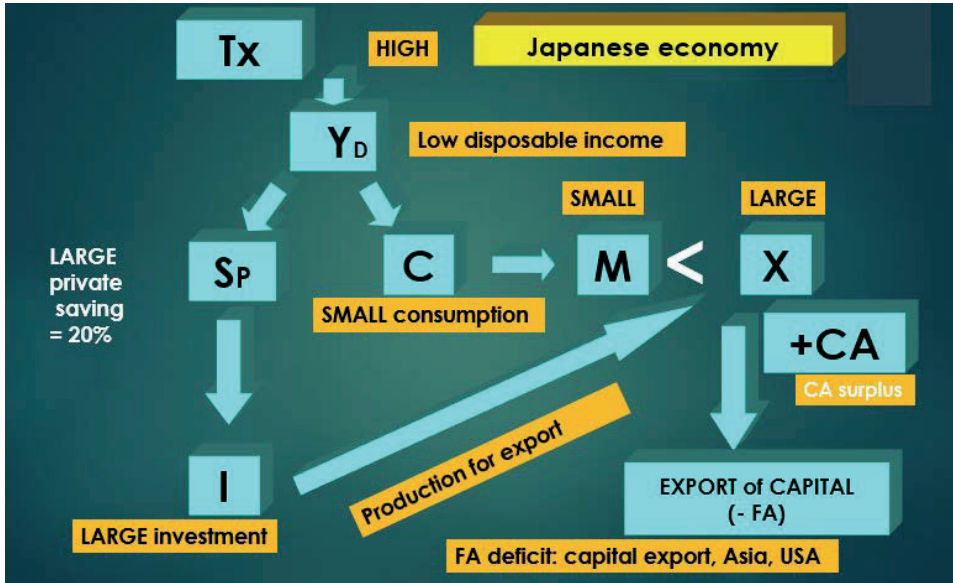 Tx
HIGH
Japanese economy
YD
Low disposable income
SMALL
LARGE
LARGE
private
saving
= 20%
SP
C
M
<
X
SMALL consumption
+CA
CA surplus
Production for export
I
LARGE investment
EXPORT of CAPITAL
(- FA)
FA deficit: capital export, Asia, USA